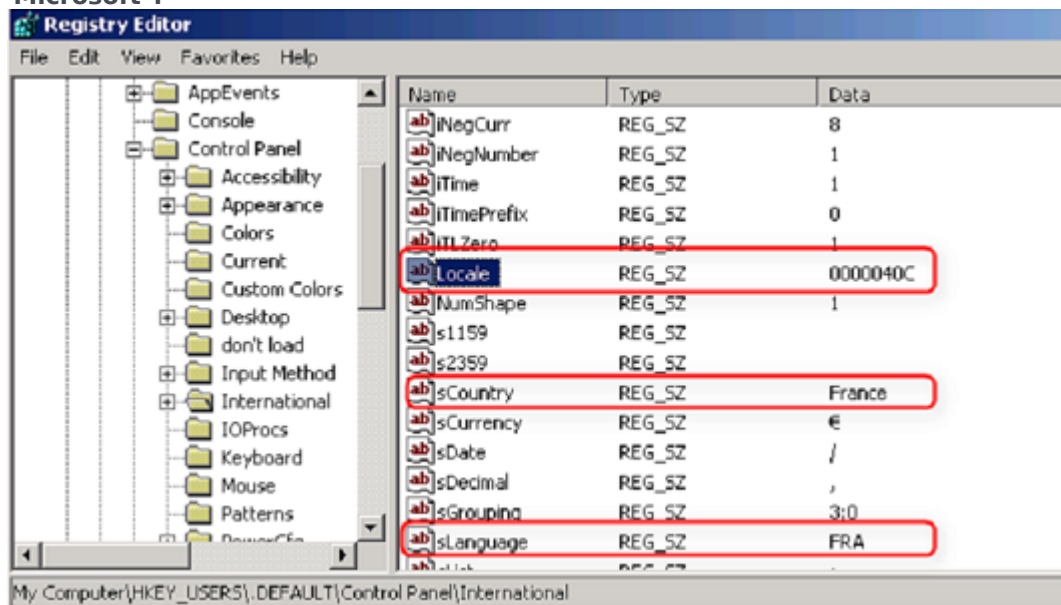 Registry Editor
File Edit View Favorites Help
AppEvents
Console
Control Panel
Accessibility
Appearance
Colors
Current
Custom Colors
Desktop
don't load
Input Method
International
IOProcs
Keyboard
Mouse
Patterns
PowerCfg
Name Type Data
iNegCurr REG_SZ 8
iNegNumber REG_SZ 1
iTime REG_SZ 1
iTimePrefix REG_SZ 0
iTLZero REG_SZ 1
Locale REG_SZ 0000040C
NumShape REG_SZ 1
s1159 REG_SZ
s2359 REG_SZ
sCountry REG_SZ France
sCurrency REG_SZ €
sDate REG_SZ /
sDecimal REG_SZ ,
sGrouping REG_SZ 3;0
sLanguage REG_SZ FRA
My Computer\HKEY_USERS\.DEFAULT\Control Panel\International